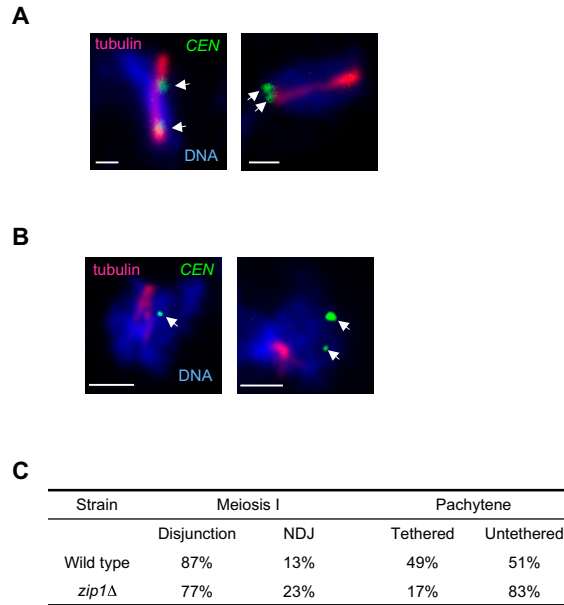 A
tubulin CEN
DNA
B
tubulin CEN
DNA
C
Strain Meiosis I Pachytene
Disjunction NDJ Tethered Untethered
Wild type 87% 13% 49% 51%
zip1Δ 77% 23% 17% 83%